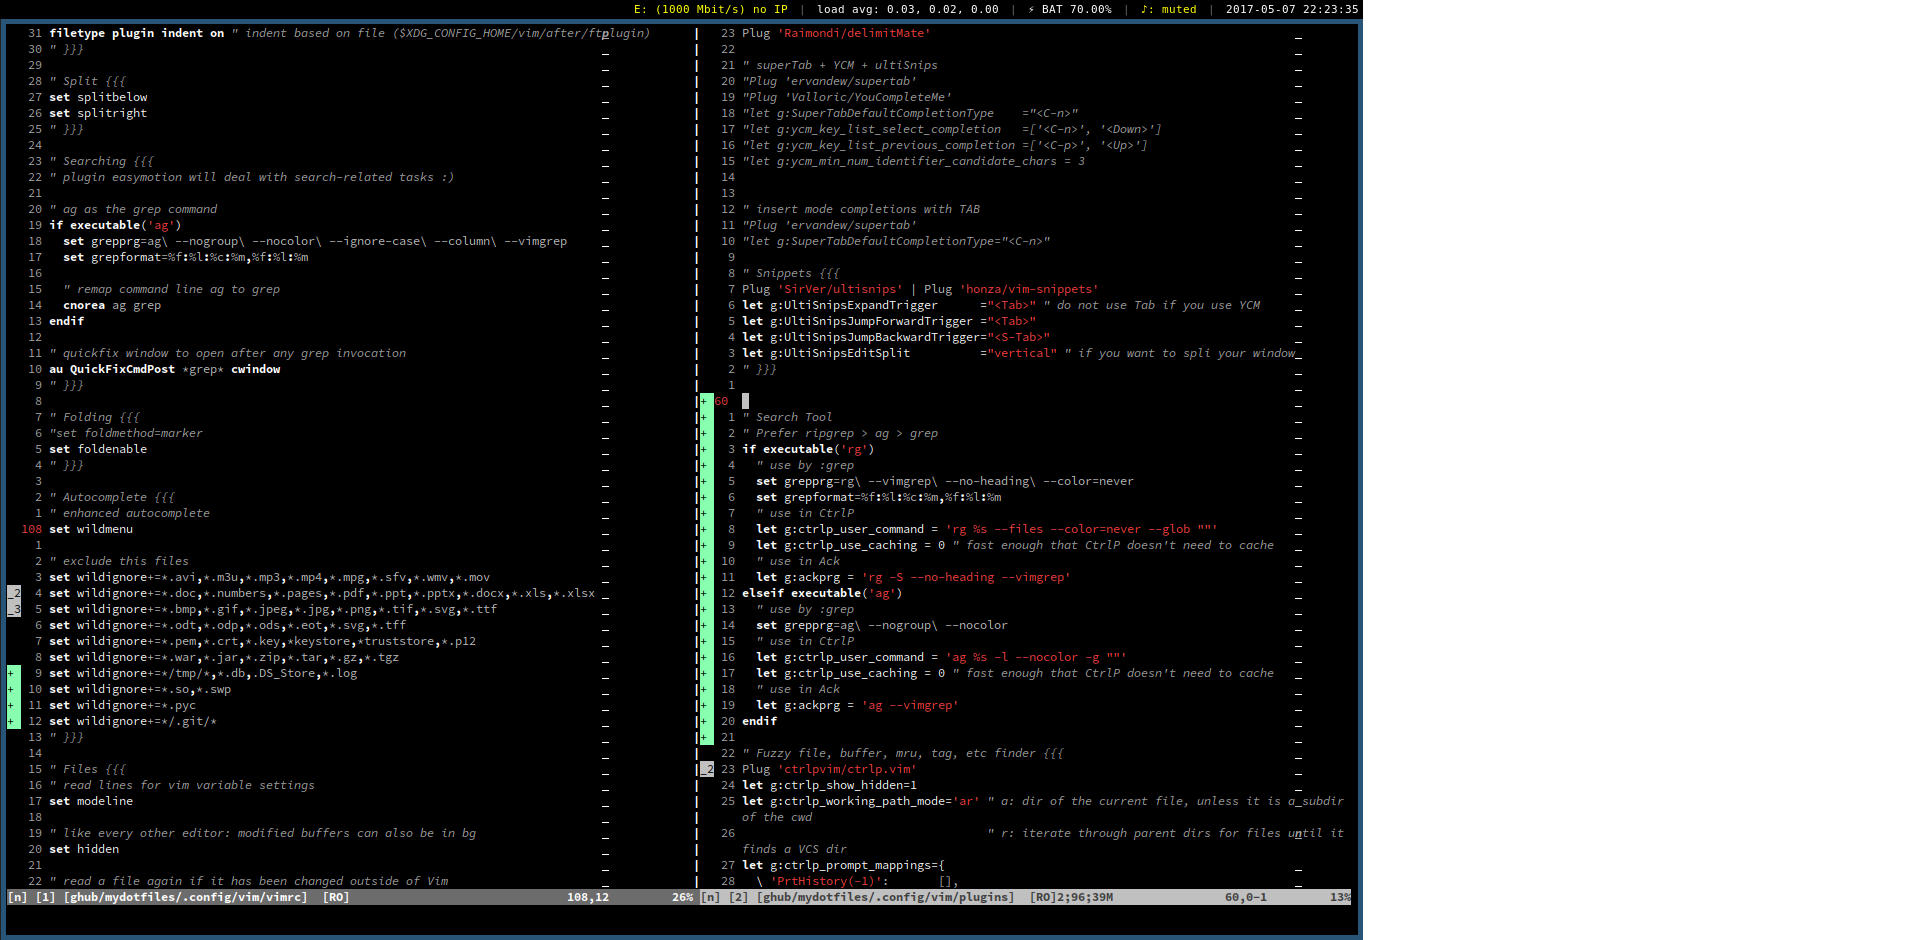 E: (1000 Mbit/s) no IP | load avg: 0.03, 0.02, 0.00 | ⚡ BAT 70.00% | ♪: muted | 2017-05-07 22:23:35
31 filetype plugin indent on " indent based on file ($XDG_CONFIG_HOME/vim/after/ftplugin)
30 " }}}
29
28 " Split {{{
27 set splitbelow
26 set splitright
25 " }}}
24
23 " Searching {{{
22 " plugin easymotion will deal with search-related tasks :)
21
20 " ag as the grep command
19 if executable('ag')
18   set grepprg=ag\ --nogroup\ --nocolor\ --ignore-case\ --column\ --vimgrep
17   set grepformat=%f:%l:%c:%m,%f:%l:%m
16
15   " remap command line ag to grep
14   cnorea ag grep
13 endif
12
11 " quickfix window to open after any grep invocation
10 au QuickFixCmdPost *grep* cwindow
9 " }}}
8
7 " Folding {{{
6 "set foldmethod=marker
5 set foldenable
4 " }}}
3
2 " Autocomplete {{{
1 " enhanced autocomplete
108 set wildmenu
1
2 " exclude this files
3 set wildignore+=*.avi,*.m3u,*.mp3,*.mp4,*.mpg,*.sfv,*.wmv,*.mov
_2 4 set wildignore+=*.doc,*.numbers,*.pages,*.pdf,*.ppt,*.pptx,*.docx,*.xls,*.xlsx
_3 5 set wildignore+=*.bmp,*.gif,*.jpeg,*.jpg,*.png,*.tif,*.svg,*.ttf
6 set wildignore+=*.odt,*.odp,*.ods,*.eot,*.svg,*.tff
7 set wildignore+=*.pem,*.crt,*.key,*keystore,*truststore,*.p12
8 set wildignore+=*.war,*.jar,*.zip,*.tar,*.gz,*.tgz
+ 9 set wildignore+=*/tmp/*,*.db,.DS_Store,*.log
+ 10 set wildignore+=*.so,*.swp
+ 11 set wildignore+=*.pyc
+ 12 set wildignore+=*/.git/*
13 " }}}
14
15 " Files {{{
16 " read lines for vim variable settings
17 set modeline
18
19 " like every other editor: modified buffers can also be in bg
20 set hidden
21
22 " read a file again if it has been changed outside of Vim
[n] [1] [ghub/mydotfiles/.config/vim/vimrc]  [RO] 108,12 26%
23 Plug 'Raimondi/delimitMate'
22
21 " superTab + YCM + ultiSnips
20 "Plug 'ervandew/supertab'
19 "Plug 'Valloric/YouCompleteMe'
18 "let g:SuperTabDefaultCompletionType    ="<C-n>"
17 "let g:ycm_key_list_select_completion   =['<C-n>', '<Down>']
16 "let g:ycm_key_list_previous_completion =['<C-p>', '<Up>']
15 "let g:ycm_min_num_identifier_candidate_chars = 3
14
13
12 " insert mode completions with TAB
11 "Plug 'ervandew/supertab'
10 "let g:SuperTabDefaultCompletionType="<C-n>"
9
8 " Snippets {{{
7 Plug 'SirVer/ultisnips' | Plug 'honza/vim-snippets'
6 let g:UltiSnipsExpandTrigger      ="<Tab>" " do not use Tab if you use YCM
5 let g:UltiSnipsJumpForwardTrigger ="<Tab>"
4 let g:UltiSnipsJumpBackwardTrigger="<S-Tab>"
3 let g:UltiSnipsEditSplit          ="vertical" " if you want to spli your window
2 " }}}
1
+ 60
+ 1 " Search Tool
+ 2 " Prefer ripgrep > ag > grep
+ 3 if executable('rg')
+ 4   " use by :grep
+ 5   set grepprg=rg\ --vimgrep\ --no-heading\ --color=never
+ 6   set grepformat=%f:%l:%c:%m,%f:%l:%m
+ 7   " use in CtrlP
+ 8   let g:ctrlp_user_command = 'rg %s --files --color=never --glob ""'
+ 9   let g:ctrlp_use_caching = 0 " fast enough that CtrlP doesn't need to cache
+ 10   " use in Ack
+ 11   let g:ackprg = 'rg -S --no-heading --vimgrep'
+ 12 elseif executable('ag')
+ 13   " use by :grep
+ 14   set grepprg=ag\ --nogroup\ --nocolor
+ 15   " use in CtrlP
+ 16   let g:ctrlp_user_command = 'ag %s -l --nocolor -g ""'
+ 17   let g:ctrlp_use_caching = 0 " fast enough that CtrlP doesn't need to cache
+ 18   " use in Ack
+ 19   let g:ackprg = 'ag --vimgrep'
+ 20 endif
+ 21
22 " Fuzzy file, buffer, mru, tag, etc finder {{{
_2 23 Plug 'ctrlpvim/ctrlp.vim'
24 let g:ctrlp_show_hidden=1
25 let g:ctrlp_working_path_mode='ar' " a: dir of the current file, unless it is a subdir
of the cwd
26 " r: iterate through parent dirs for files until it
finds a VCS dir
27 let g:ctrlp_prompt_mappings={
28   \ 'PrtHistory(-1)':       [],
[n] [2] [ghub/mydotfiles/.config/vim/plugins]  [RO]2;96;39M 60,0-1 13%